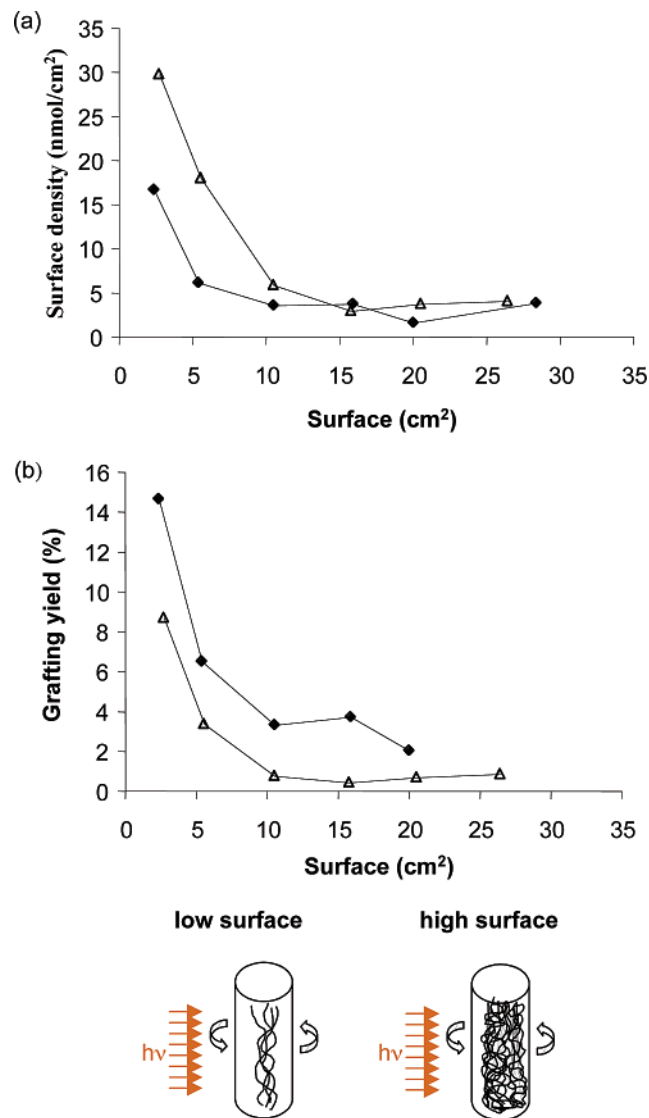 (a)
35
30
25
20
15
10
5
0
Surface density (nmol/cm²)
0 5 10 15 20 25 30 35
Surface (cm²)
(b)
16
14
12
10
8
6
4
2
0
Grafting yield (%)
0 5 10 15 20 25 30 35
Surface (cm²)
low surface high surface
hν hν